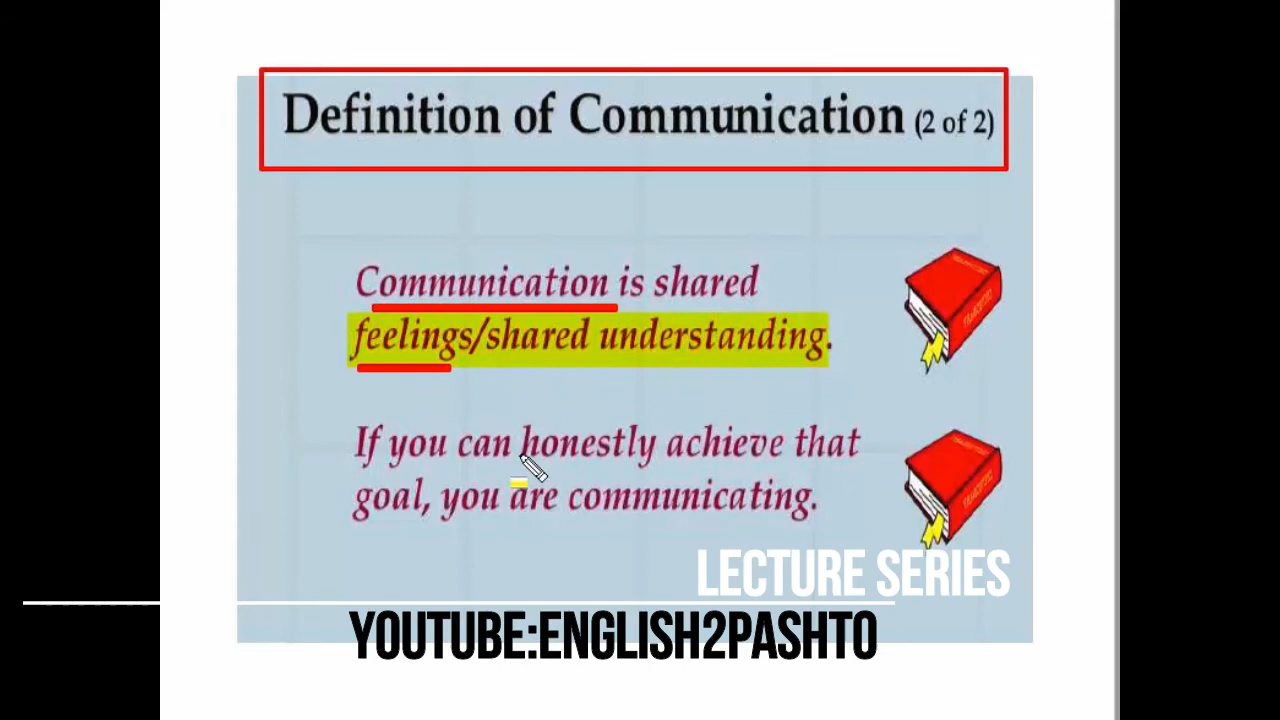 Definition of Communication (2 of 2)
Communication is shared
feelings/shared understanding.
If you can honestly achieve that
goal, you are communicating.
LECTURE SERIES
YOUTUBE:ENGLISH2PASHTO